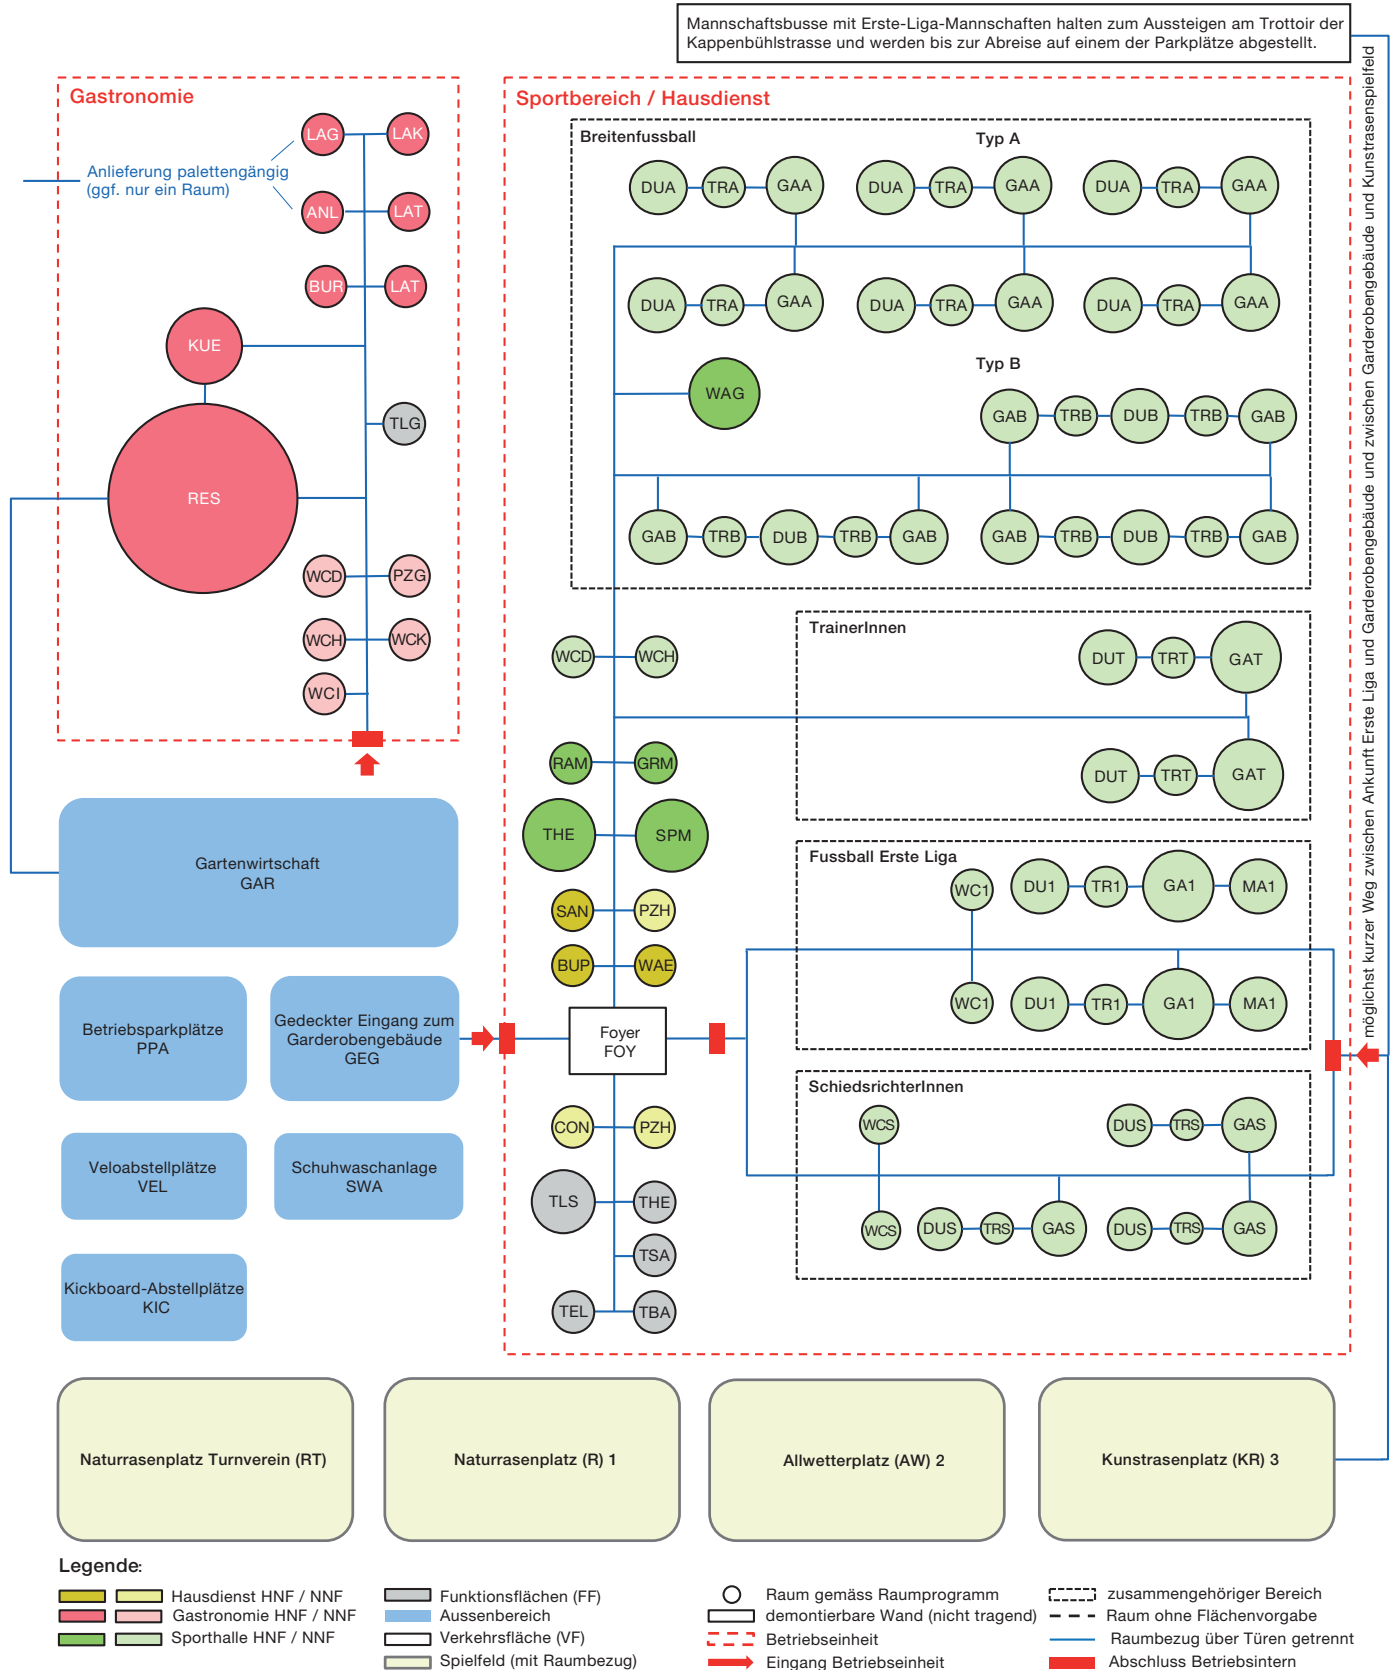 Mannschaftsbusse mit Erste-Liga-Mannschaften halten zum Aussteigen am Trottoir der
Kappenbühlstrasse und werden bis zur Abreise auf einem der Parkplätze abgestellt.
Gastronomie
LAG
LAK
Anlieferung palettengängig
(ggf. nur ein Raum)
ANL
LAT
BUR
LAT
KUE
TLG
RES
WCD
PZG
WCH
WCK
WCI
Sportbereich / Hausdienst
Breitenfussball
Typ A
DUA TRA GAA DUA TRA GAA DUA TRA GAA
DUA TRA GAA DUA TRA GAA DUA TRA GAA
Typ B
WAG
GAB TRB DUB TRB GAB
GAB TRB DUB TRB GAB GAB TRB DUB TRB GAB
WCD WCH
TrainerInnen
DUT TRT GAT
DUT TRT GAT
RAM GRM
THE SPM
SAN PZH
BUP WAE
Fussball Erste Liga
WC1 DU1 TR1 GA1 MA1
WC1 DU1 TR1 GA1 MA1
Foyer
FOY
SchiedsrichterInnen
WCS DUS TRS GAS
WCS DUS TRS GAS DUS TRS GAS
CON PZH
TLS THE
TSA
TEL TBA
möglichst kurzer Weg zwischen Ankunft Erste Liga und Garderobengebäude und zwischen Garderobengebäude und Kunstrasenspielfeld
Gartenwirtschaft
GAR
Betriebsparkplätze
PPA
Gedeckter Eingang zum
Garderobengebäude
GEG
Veloabstellplätze
VEL
Schuhwaschanlage
SWA
Kickboard-Abstellplätze
KIC
Naturrasenplatz Turnverein (RT)
Naturrasenplatz (R) 1
Allwetterplatz (AW) 2
Kunstrasenplatz (KR) 3
Legende:
Hausdienst HNF / NNF
Gastronomie HNF / NNF
Sporthalle HNF / NNF
Funktionsflächen (FF)
Aussenbereich
Verkehrsfläche (VF)
Spielfeld (mit Raumbezug)
Raum gemäss Raumprogramm
demontierbare Wand (nicht tragend)
Betriebseinheit
Eingang Betriebseinheit
zusammengehöriger Bereich
Raum ohne Flächenvorgabe
Raumbezug über Türen getrennt
Abschluss Betriebsintern